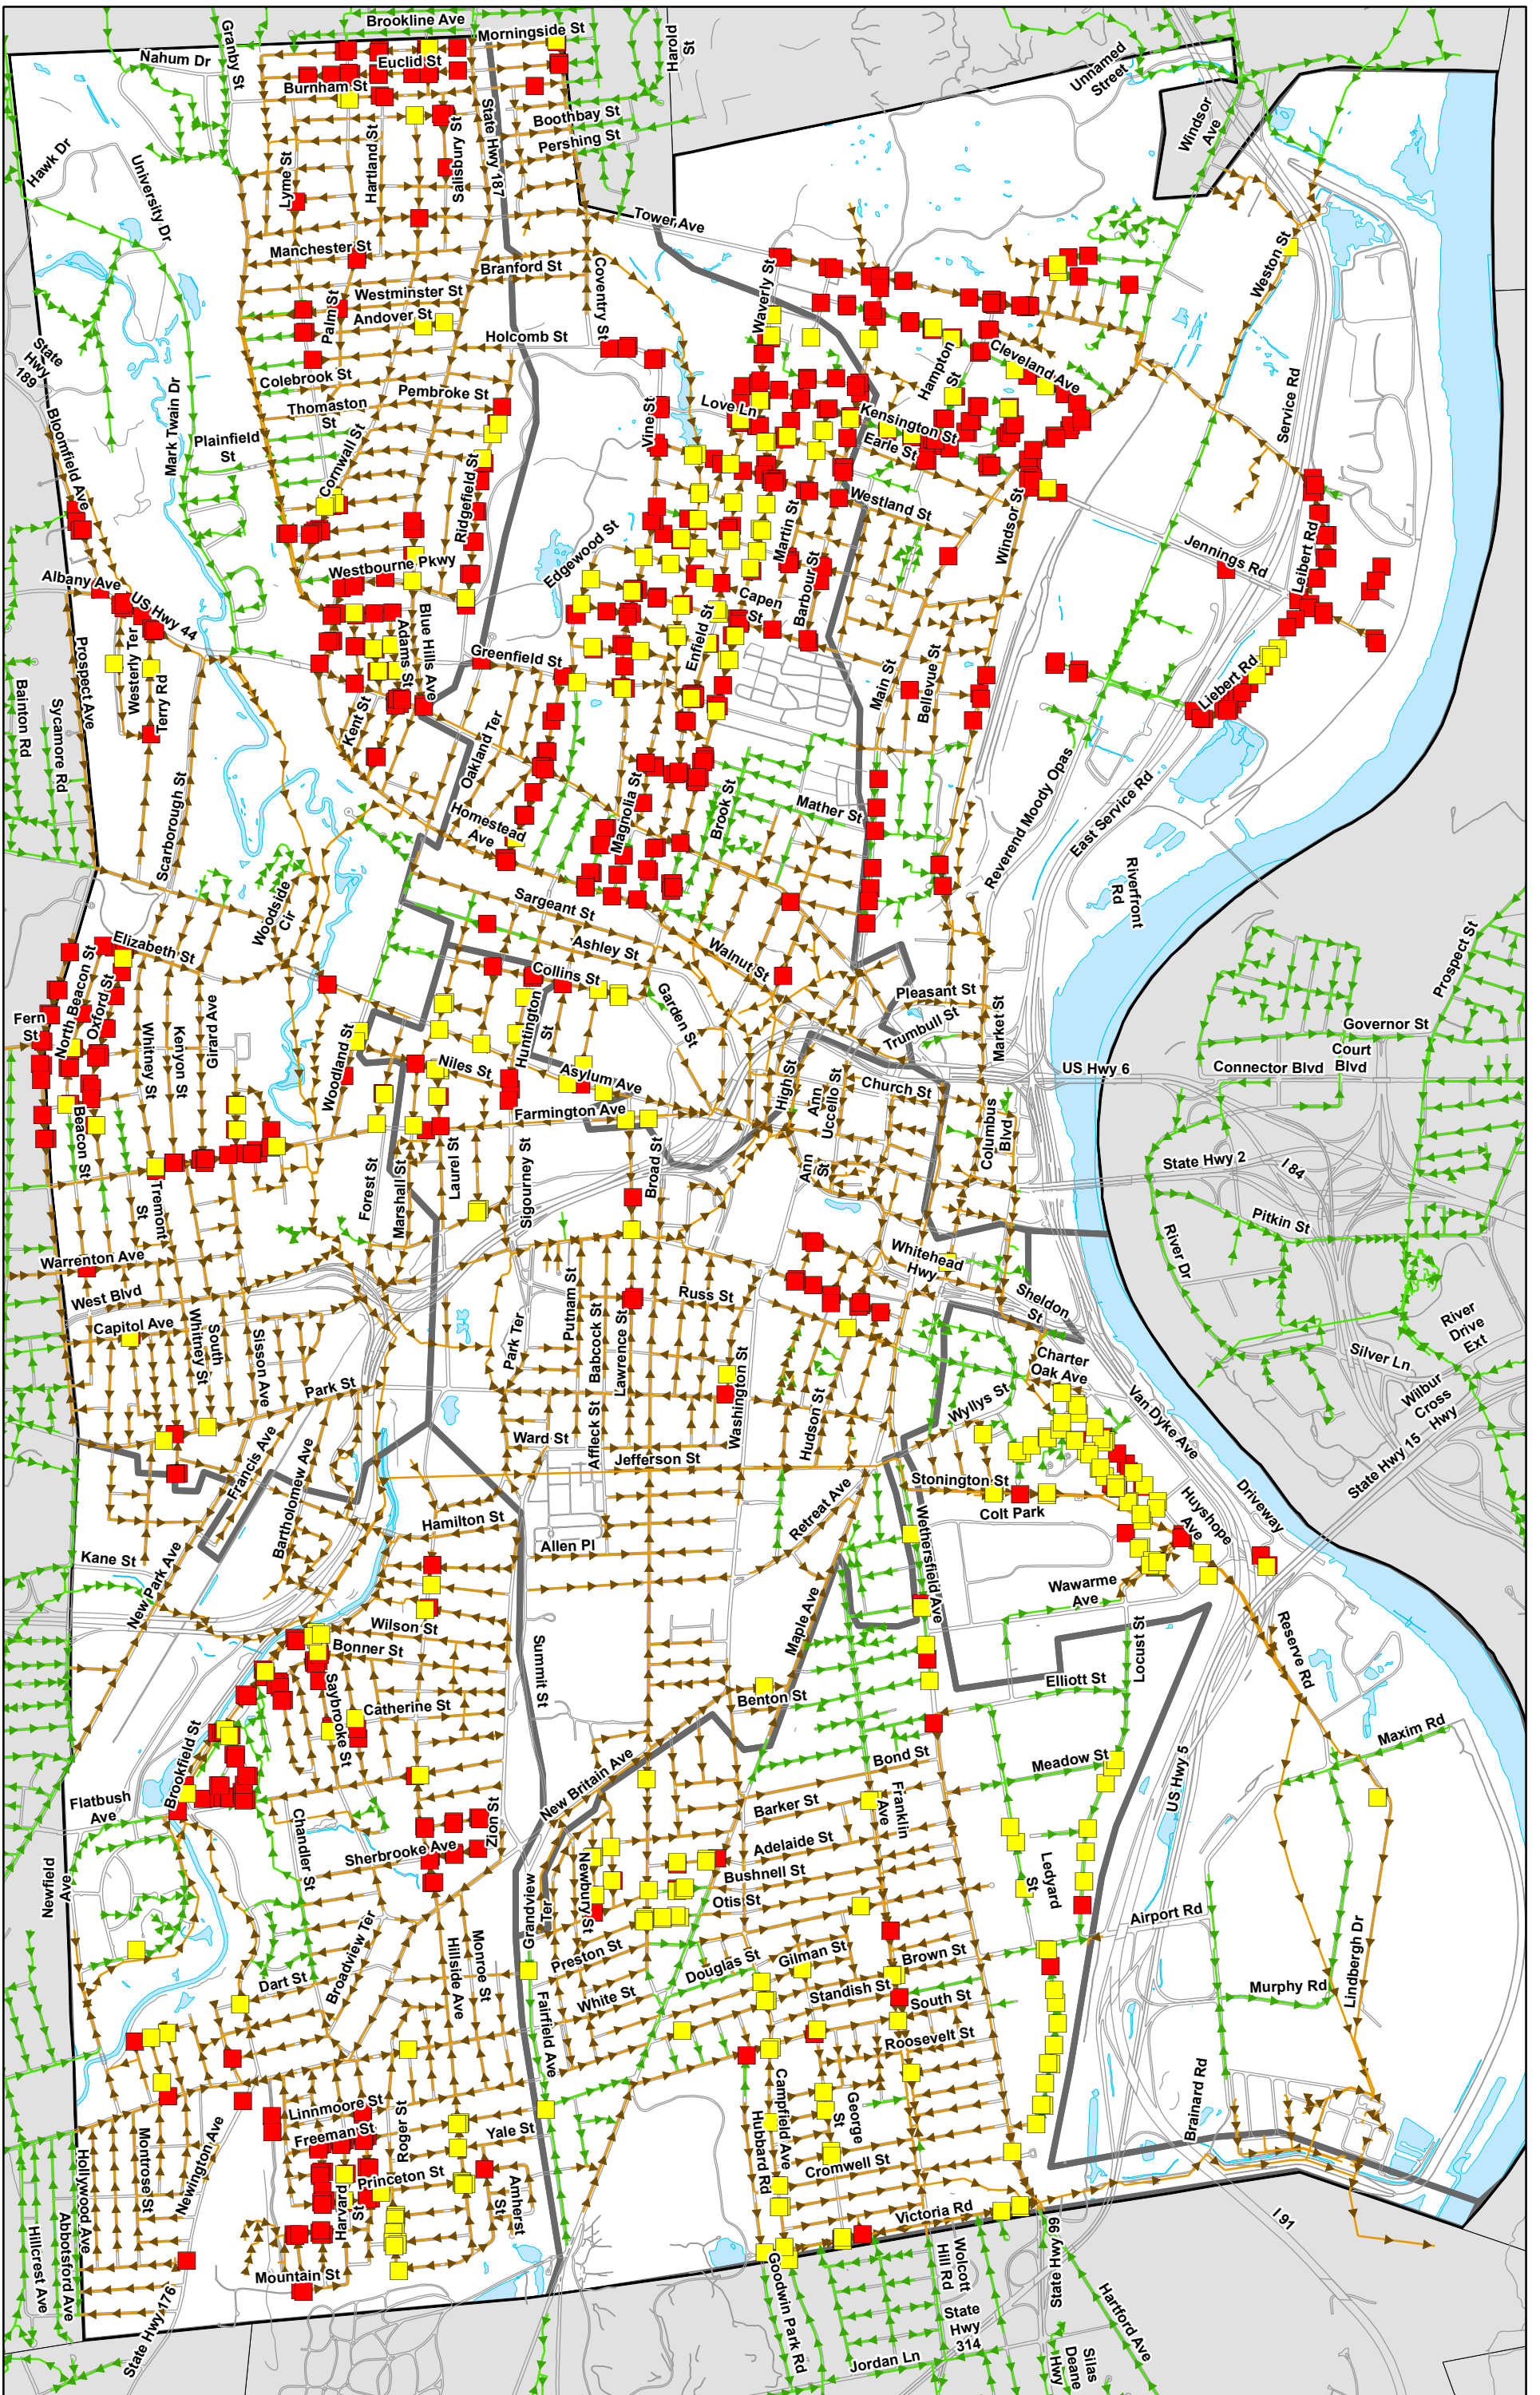 Brookline Ave
Morningside St
Granby St
Harold
St
Nahum Dr
Euclid St
Burnham St
Unnamed
Street
Boothbay St
Pershing St
Windsor
Ave
Hawk Dr
University Dr
Lyme St
Hartland St
Salisbury St
State Hwy 187
Tower Ave
Manchester St
Branford St
Coventry St
Weston St
Waverly St
Westminster St
Andover St
Palm St
Holcomb St
State
Hwy
189
Mark Twain Dr
Colebrook St
Pembroke St
Thomaston
St
Hampton
St
Cleveland Ave
Service Rd
Bloomfield Ave
Plainfield
St
Cornwall St
Vine St
Love Ln
Kensington St
Earle St
Ridgefield St
Westland St
Windsor St
Martin St
Edgewood St
Jennings Rd
Leibert Rd
Westbourne Pkwy
Albany Ave
US Hwy 44
Capen
St
Barbour St
Enfield St
Adams St
Blue Hills Ave
Prospect Ave
Westerly Ter
Terry Rd
Greenfield St
Main St
Bellevue St
Liebert Rd
Bainton Rd
Sycamore Rd
Kent St
Oakland Ter
Scarborough St
Homestead
Ave
Magnolia St
Brook St
Mather St
Reverend Moody Opas
East Service Rd
Riverfront
Rd
Woodside
Cir
Sargeant St
Ashley St
Walnut St
Elizabeth St
Collins St
Garden St
Pleasant St
Trumbull St
Market St
Prospect St
Fern
St
North Beacon St
Oxford St
Whitney St
Kenyon St
Girard Ave
Woodland St
Huntington
St
Niles St
Asylum Ave
Farmington Ave
High St
Ann
Uccello St
Church St
US Hwy 6
Governor St
Connector Blvd
Court
Blvd
Beacon St
Tremont
St
Forest St
Marshall St
Laurel St
Sigourney St
Broad St
Ann
St
Columbus
Blvd
State Hwy 2
I 84
Pitkin St
River Dr
Warrenton Ave
West Blvd
Capitol Ave
South
Whitney St
Sisson Ave
Park St
Park Ter
Putnam St
Babcock St
Lawrence St
Russ St
Whitehead
Hwy
Sheldon
St
River
Drive
Ext
Silver Ln
Wilbur
Cross
Hwy
State Hwy 15
Charter
Oak Ave
Wyllys St
Van Dyke Ave
Washington St
Hudson St
Francis Ave
Bartholomew Ave
Ward St
Affleck St
Jefferson St
Stonington St
Colt Park
Huyshope
Ave
Driveway
Retreat Ave
Wethersfield Ave
Hamilton St
Allen Pl
Kane St
New Park Ave
Wawarme
Ave
Maple Ave
Wilson St
Bonner St
Summit St
Locust St
Reserve Rd
Elliott St
Saybrooke St
Catherine St
Benton St
Brookfield St
Bond St
Meadow St
Maxim Rd
US Hwy 5
New Britain Ave
Flatbush
Ave
Barker St
Franklin
Ave
Chandler St
Sherbrooke Ave
Zion St
Adelaide St
Bushnell St
Otis St
Newfield
Ave
Newbury St
Grandview
Ter
Ledyard
St
Airport Rd
Broadview Ter
Hillside Ave
Monroe St
Preston St
Douglas St
Gilman St
Brown St
Dart St
White St
Standish St
South St
Fairfield Ave
Roosevelt St
Murphy Rd
Lindbergh Dr
Brainard Rd
Linnmoore St
Freeman St
Roger St
Yale St
Campfield Ave
Hubbard Rd
George
St
Cromwell St
Montrose St
Newington Ave
Hollywood Ave
Abbotsford Ave
Hillcrest Ave
Princeton St
Harvard
St
Amherst
St
Victoria Rd
Mountain St
State Hwy 176
Goodwin Park Rd
Wolcott
Hill Rd
State Hwy 99
I 91
State
Hwy
314
Jordan Ln
Silas
Deane
Hwy
Hartford Ave